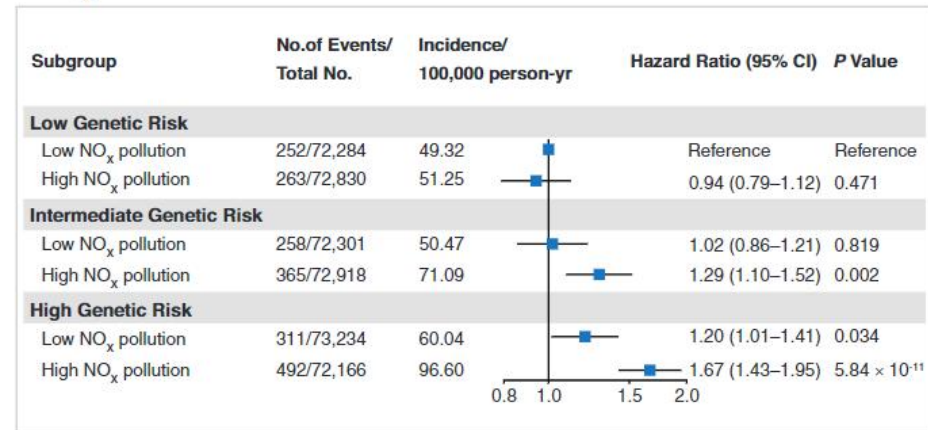 Subgroup No.of Events/ Total No. Incidence/ 100,000 person-yr Hazard Ratio (95% CI) P Value
Low Genetic Risk
Low NOx pollution 252/72,284 49.32 Reference Reference
High NOx pollution 263/72,830 51.25 0.94 (0.79–1.12) 0.471
Intermediate Genetic Risk
Low NOx pollution 258/72,301 50.47 1.02 (0.86–1.21) 0.819
High NOx pollution 365/72,918 71.09 1.29 (1.10–1.52) 0.002
High Genetic Risk
Low NOx pollution 311/73,234 60.04 1.20 (1.01–1.41) 0.034
High NOx pollution 492/72,166 96.60 1.67 (1.43–1.95) 5.84 × 10-11
0.8 1.0 1.5 2.0